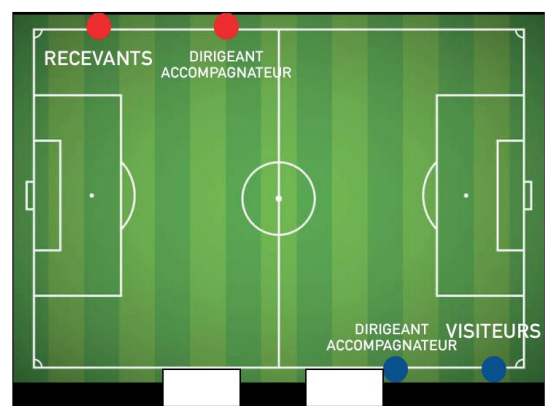 RECEVANTS
DIRIGEANT
ACCOMPAGNATEUR
DIRIGEANT
ACCOMPAGNATEUR
VISITEURS